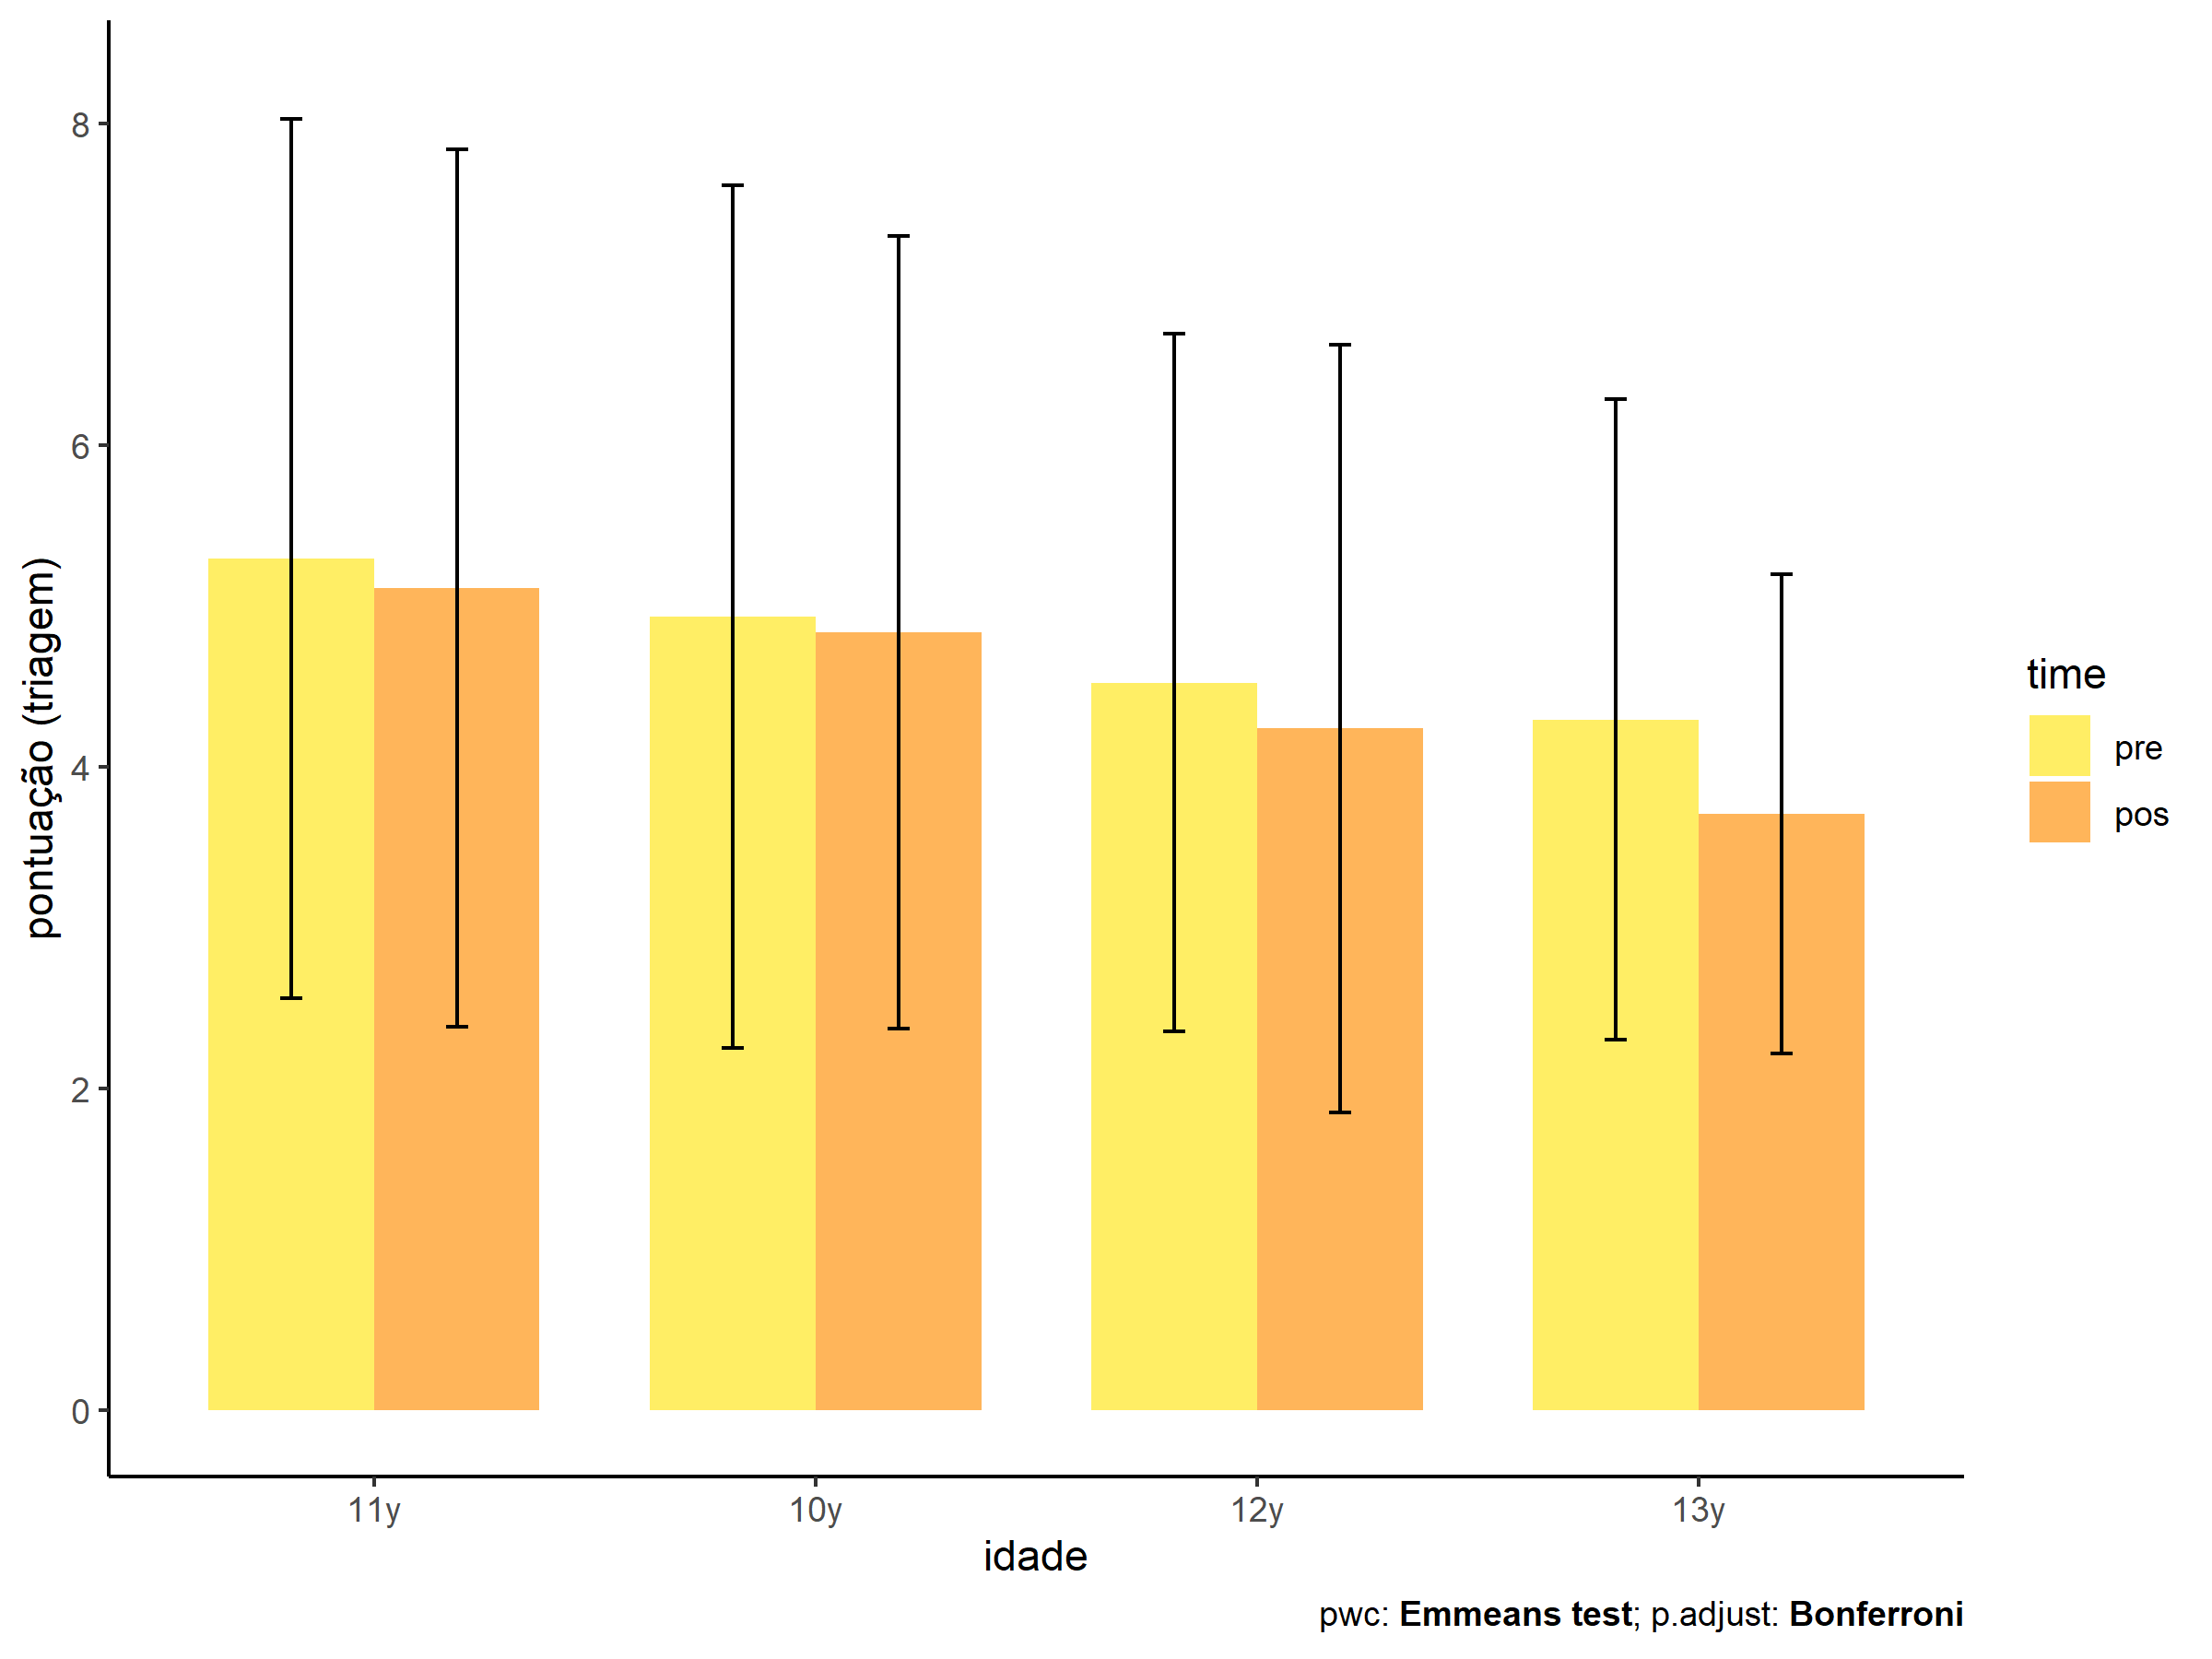 8
6
4
2
0
pontuação (triagem)
11y
10y
12y
13y
idade
time
pre
pos
pwc: Emmeans test; p.adjust: Bonferroni